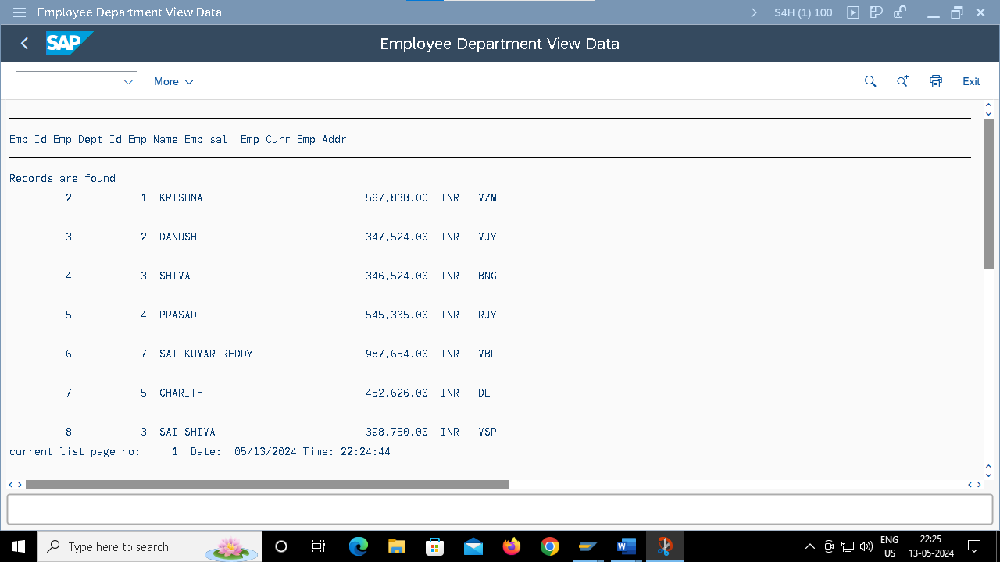 Employee Department View Data
S4H (1) 100
SAP
Employee Department View Data
More
Exit
Emp Id Emp Dept Id Emp Name Emp sal  Emp Curr Emp Addr
Records are found
2 1 KRISHNA 567,838.00 INR VZM
3 2 DANUSH 347,524.00 INR VJY
4 3 SHIVA 346,524.00 INR BNG
5 4 PRASAD 545,335.00 INR RJY
6 7 SAI KUMAR REDDY 987,654.00 INR VBL
7 5 CHARITH 452,626.00 INR DL
8 3 SAI SHIVA 398,750.00 INR VSP
current list page no: 1 Date: 05/13/2024 Time: 22:24:44
Type here to search
ENG
US
22:25
13-05-2024